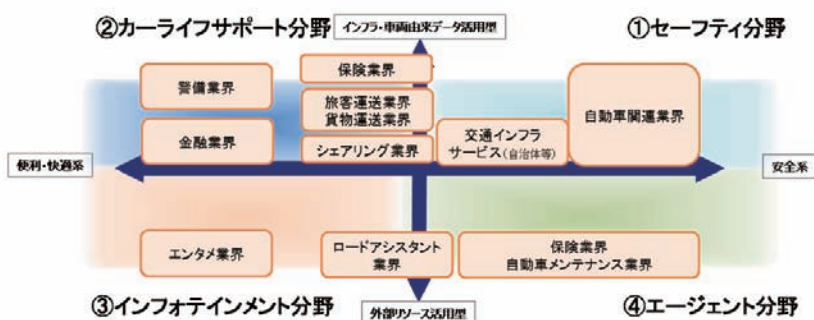 ②カーライフサポート分野
インフラ・車両由来データ活用型
①セーフティ分野
警備業界
保険業界
旅客運送業界
貨物運送業界
自動車関連業界
金融業界
シェアリング業界
交通インフラ
サービス(自治体等)
便利・快適系
安全系
エンタメ業界
ロードアシスタント
業界
保険業界
自動車メンテナンス業界
③インフォテインメント分野
外部リソース活用型
④エージェント分野